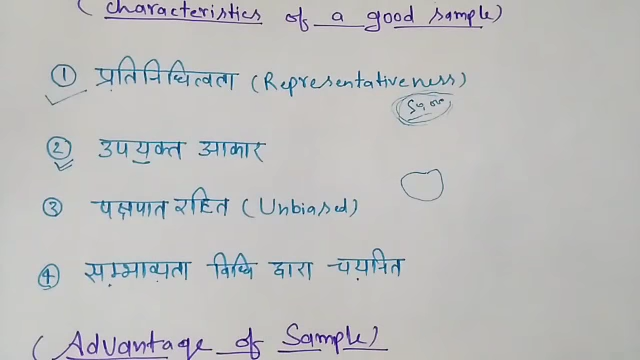 ( characteristics of a good sample)
① प्रतिनिधित्वता (Representativeness)
② उपयुक्त आकार
③ पक्षपात रहित (Unbiased)
④ सम्भाव्यता विधि द्वारा चयनित
(Advantage of Sample)